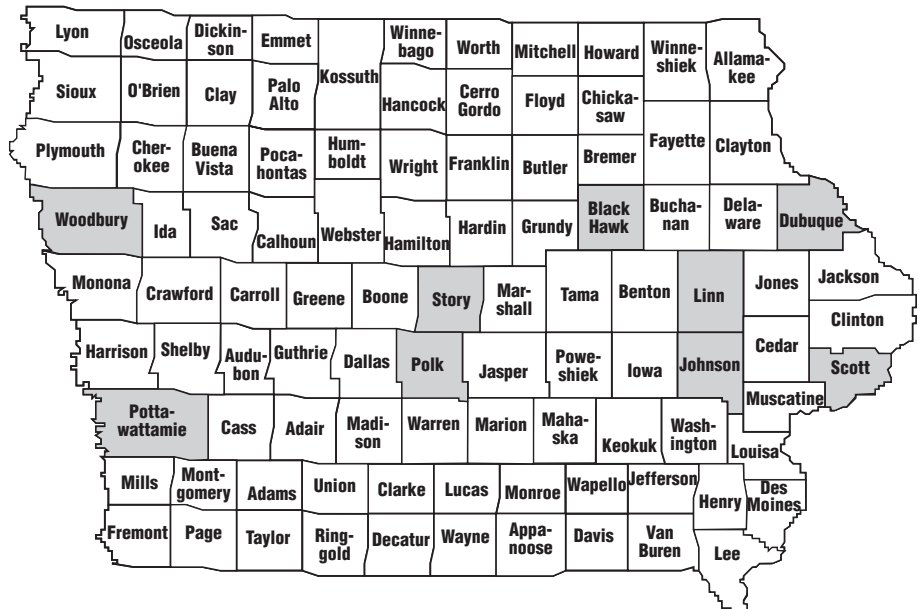 Lyon
Osceola
Dickin-
son
Emmet
Kossuth
Winne-
bago
Worth
Mitchell
Howard
Winne-
shiek
Allama-
kee
Sioux
O'Brien
Clay
Palo
Alto
Hancock
Cerro
Gordo
Floyd
Chicka-
saw
Fayette
Clayton
Plymouth
Cher-
okee
Buena
Vista
Poca-
hontas
Hum-
boldt
Wright
Franklin
Butler
Bremer
Woodbury
Ida
Sac
Calhoun
Webster
Hamilton
Hardin
Grundy
Black
Hawk
Bucha-
nan
Dela-
ware
Dubuque
Monona
Crawford
Carroll
Greene
Boone
Story
Mar-
shall
Tama
Benton
Linn
Jones
Jackson
Clinton
Harrison
Shelby
Audu-
bon
Guthrie
Dallas
Polk
Jasper
Powe-
shiek
Iowa
Johnson
Cedar
Scott
Muscatine
Potta-
wattamie
Cass
Adair
Madi-
son
Warren
Marion
Maha-
ska
Keokuk
Wash-
ington
Louisa
Mills
Mont-
gomery
Adams
Union
Clarke
Lucas
Monroe
Wapello
Jefferson
Henry
Des
Moines
Fremont
Page
Taylor
Ring-
gold
Decatur
Wayne
Appa-
noose
Davis
Van
Buren
Lee